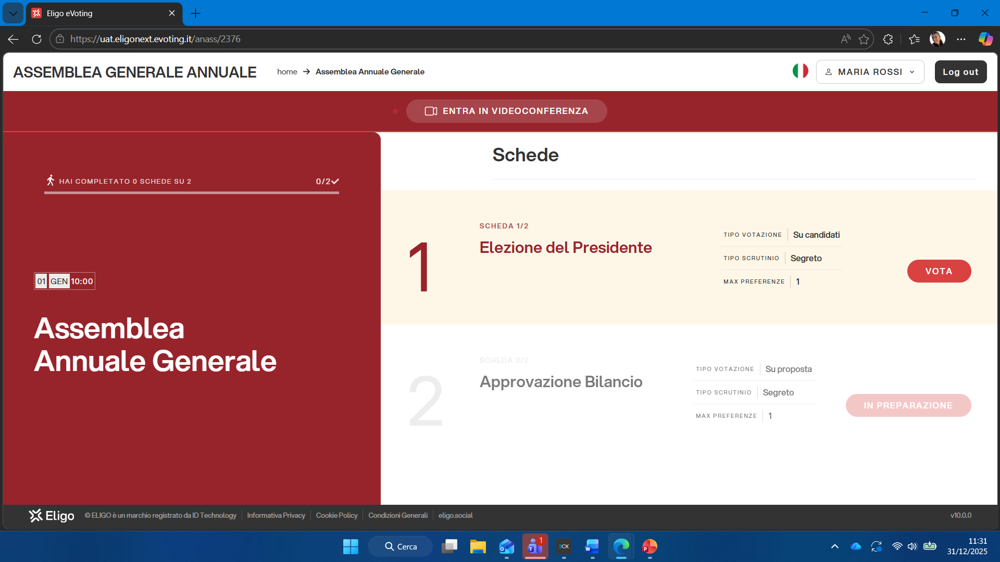 Eligo eVoting
https://uat.eligonext.evoting.it/anass/2376
ASSEMBLEA GENERALE ANNUALE
home → Assemblea Annuale Generale
MARIA ROSSI
Log out
ENTRA IN VIDEOCONFERENZA
HAI COMPLETATO 0 SCHEDE SU 2
0/2
01 GEN 10:00
Assemblea
Annuale Generale
Schede
1
SCHEDA 1/2
Elezione del Presidente
TIPO VOTAZIONE Su candidati
TIPO SCRUTINIO Segreto
MAX PREFERENZE 1
VOTA
2
SCHEDA 2/2
Approvazione Bilancio
TIPO VOTAZIONE Su proposta
TIPO SCRUTINIO Segreto
MAX PREFERENZE 1
IN PREPARAZIONE
Eligo
© ELIGO è un marchio registrato da ID Technology
Informativa Privacy
Cookie Policy
Condizioni Generali
eligo.social
v10.0.0
Cerca
1
3CX
11:31
31/12/2025